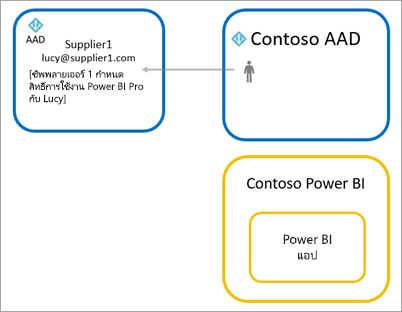 AAD
Supplier1
lucy@supplier1.com
[ซัพพลายเออร์ 1 กำหนด
สิทธิ์การใช้งาน Power BI Pro
กับ Lucy]
Contoso AAD
Contoso Power BI
Power BI
แอป